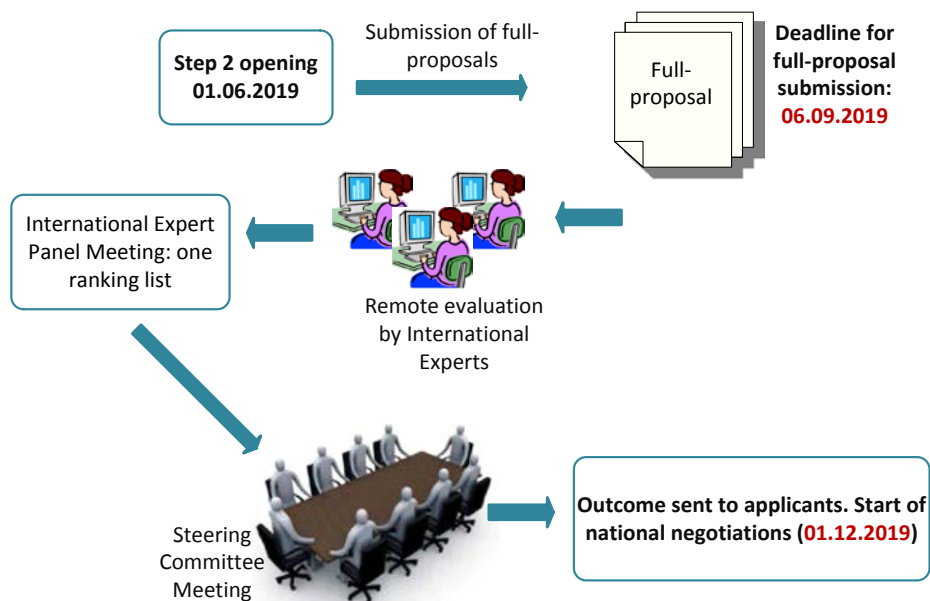 Step 2 opening
01.06.2019
Submission of full-
proposals
Full-
proposal
Deadline for
full-proposal
submission:
06.09.2019
International Expert
Panel Meeting: one
ranking list
Remote evaluation
by International
Experts
Steering
Committee
Meeting
Outcome sent to applicants. Start of
national negotiations (01.12.2019)